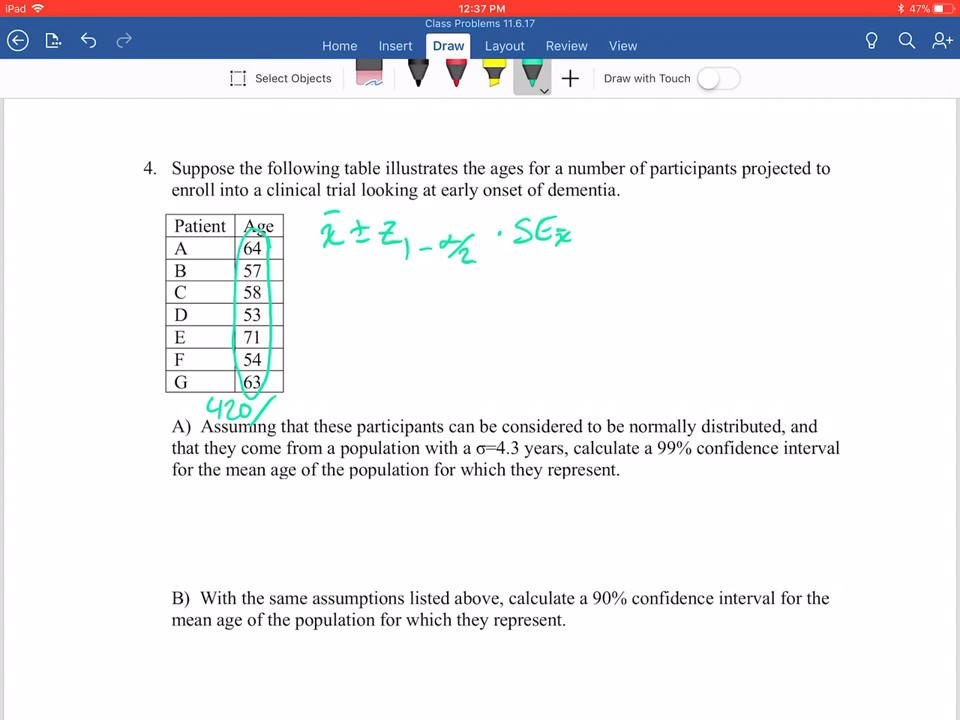 iPad 12:37 PM 47%
Class Problems 11.6.17
Home Insert Draw Layout Review View
Select Objects Draw with Touch
4. Suppose the following table illustrates the ages for a number of participants projected to
enroll into a clinical trial looking at early onset of dementia.
Patient Age
A 64
B 57
C 58
D 53
E 71
F 54
G 63
x̄ ± z₁₋α/₂ · SEx̄
420/
A) Assuming that these participants can be considered to be normally distributed, and
that they come from a population with a σ=4.3 years, calculate a 99% confidence interval
for the mean age of the population for which they represent.
B) With the same assumptions listed above, calculate a 90% confidence interval for the
mean age of the population for which they represent.